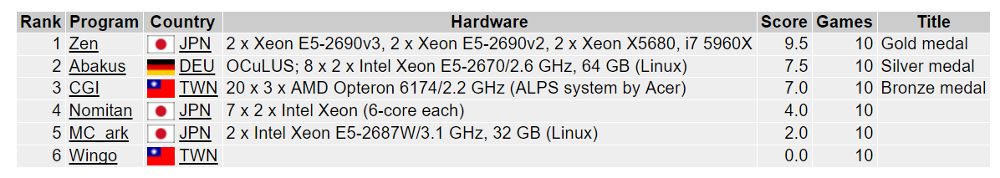 Rank Program Country Hardware Score Games Title
1 Zen JPN 2 x Xeon E5-2690v3, 2 x Xeon E5-2690v2, 2 x Xeon X5680, i7 5960X 9.5 10 Gold medal
2 Abakus DEU OCuLUS; 8 x 2 x Intel Xeon E5-2670/2.6 GHz, 64 GB (Linux) 7.5 10 Silver medal
3 CGI TWN 20 x 3 x AMD Opteron 6174/2.2 GHz (ALPS system by Acer) 7.0 10 Bronze medal
4 Nomitan JPN 7 x 2 x Intel Xeon (6-core each) 4.0 10
5 MC_ark JPN 2 x Intel Xeon E5-2687W/3.1 GHz, 32 GB (Linux) 2.0 10
6 Wingo TWN 0.0 10